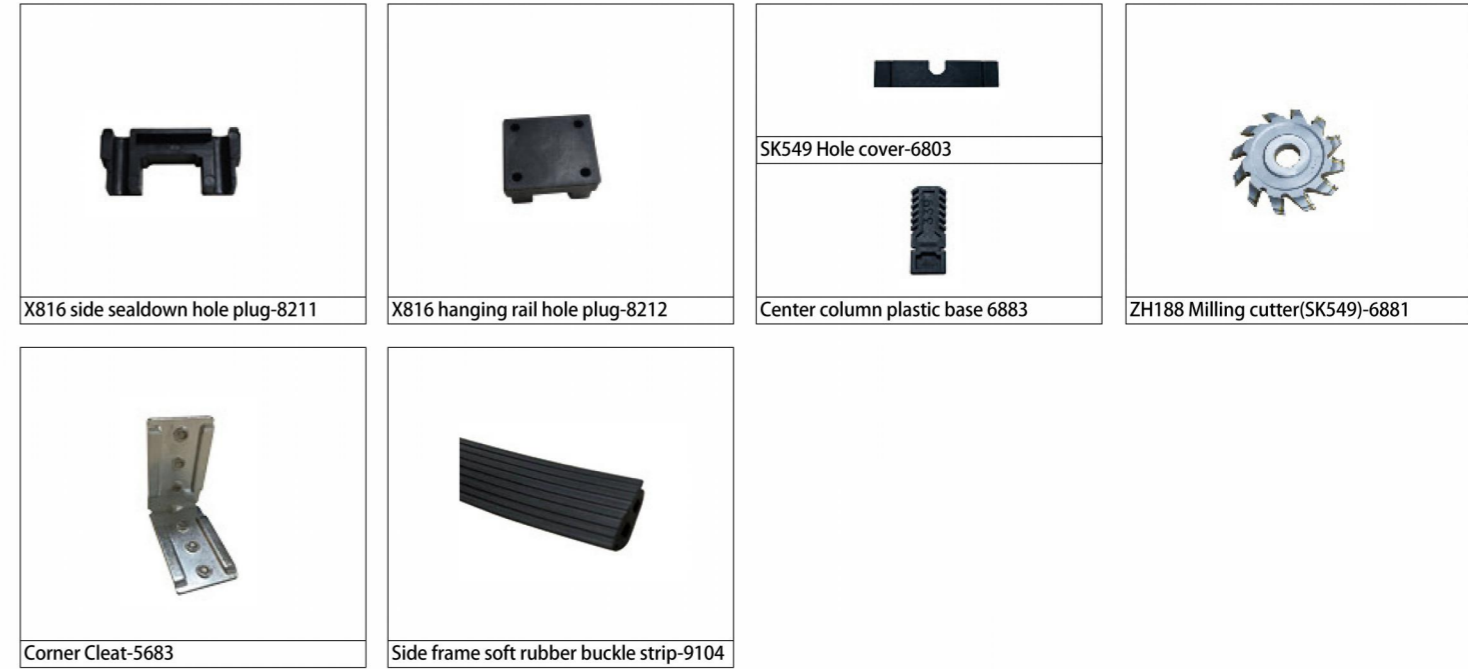 SK549 Hole cover-6803
X816 side sealdown hole plug-8211
X816 hanging rail hole plug-8212
Center column plastic base 6883
ZH188 Milling cutter(SK549)-6881
Corner Cleat-5683
Side frame soft rubber buckle strip-9104